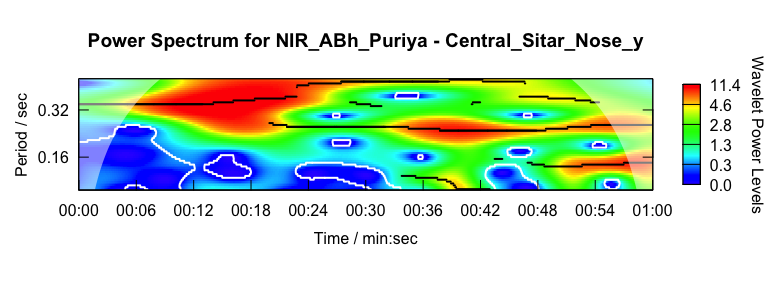 Power Spectrum for NIR_ABh_Puriya - Central_Sitar_Nose_y
Period / sec
0.32
0.16
00:00 00:06 00:12 00:18 00:24 00:30 00:36 00:42 00:48 00:54 01:00
Time / min:sec
11.4
4.6
2.8
1.3
0.3
0.0
Wavelet Power Levels